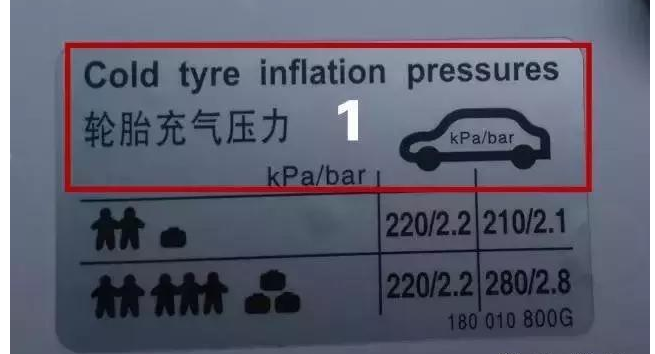 Cold tyre inflation pressures
轮胎充气压力
1
kPa/bar
kPa/bar
220/2.2 210/2.1
220/2.2 280/2.8
180 010 800G